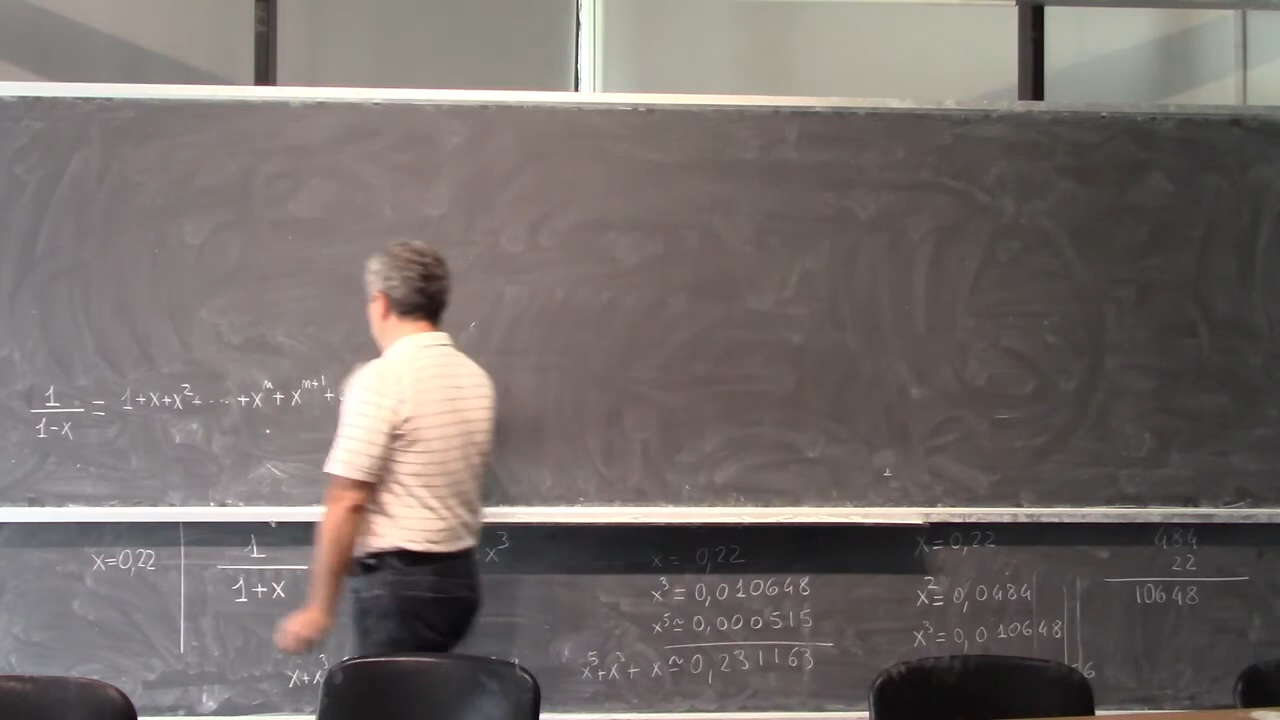 1/(1-x) = 1+x+x²+...+xⁿ+xⁿ⁺¹+
x=0,22
1/(1+x)
x³
x+x³
x = 0,22
x³=0,010648
x⁵≃0,000515
x⁵+x³+x≃0,231163
x=0,22
x²=0,0484
x³=0,010648
6
484
22
10648